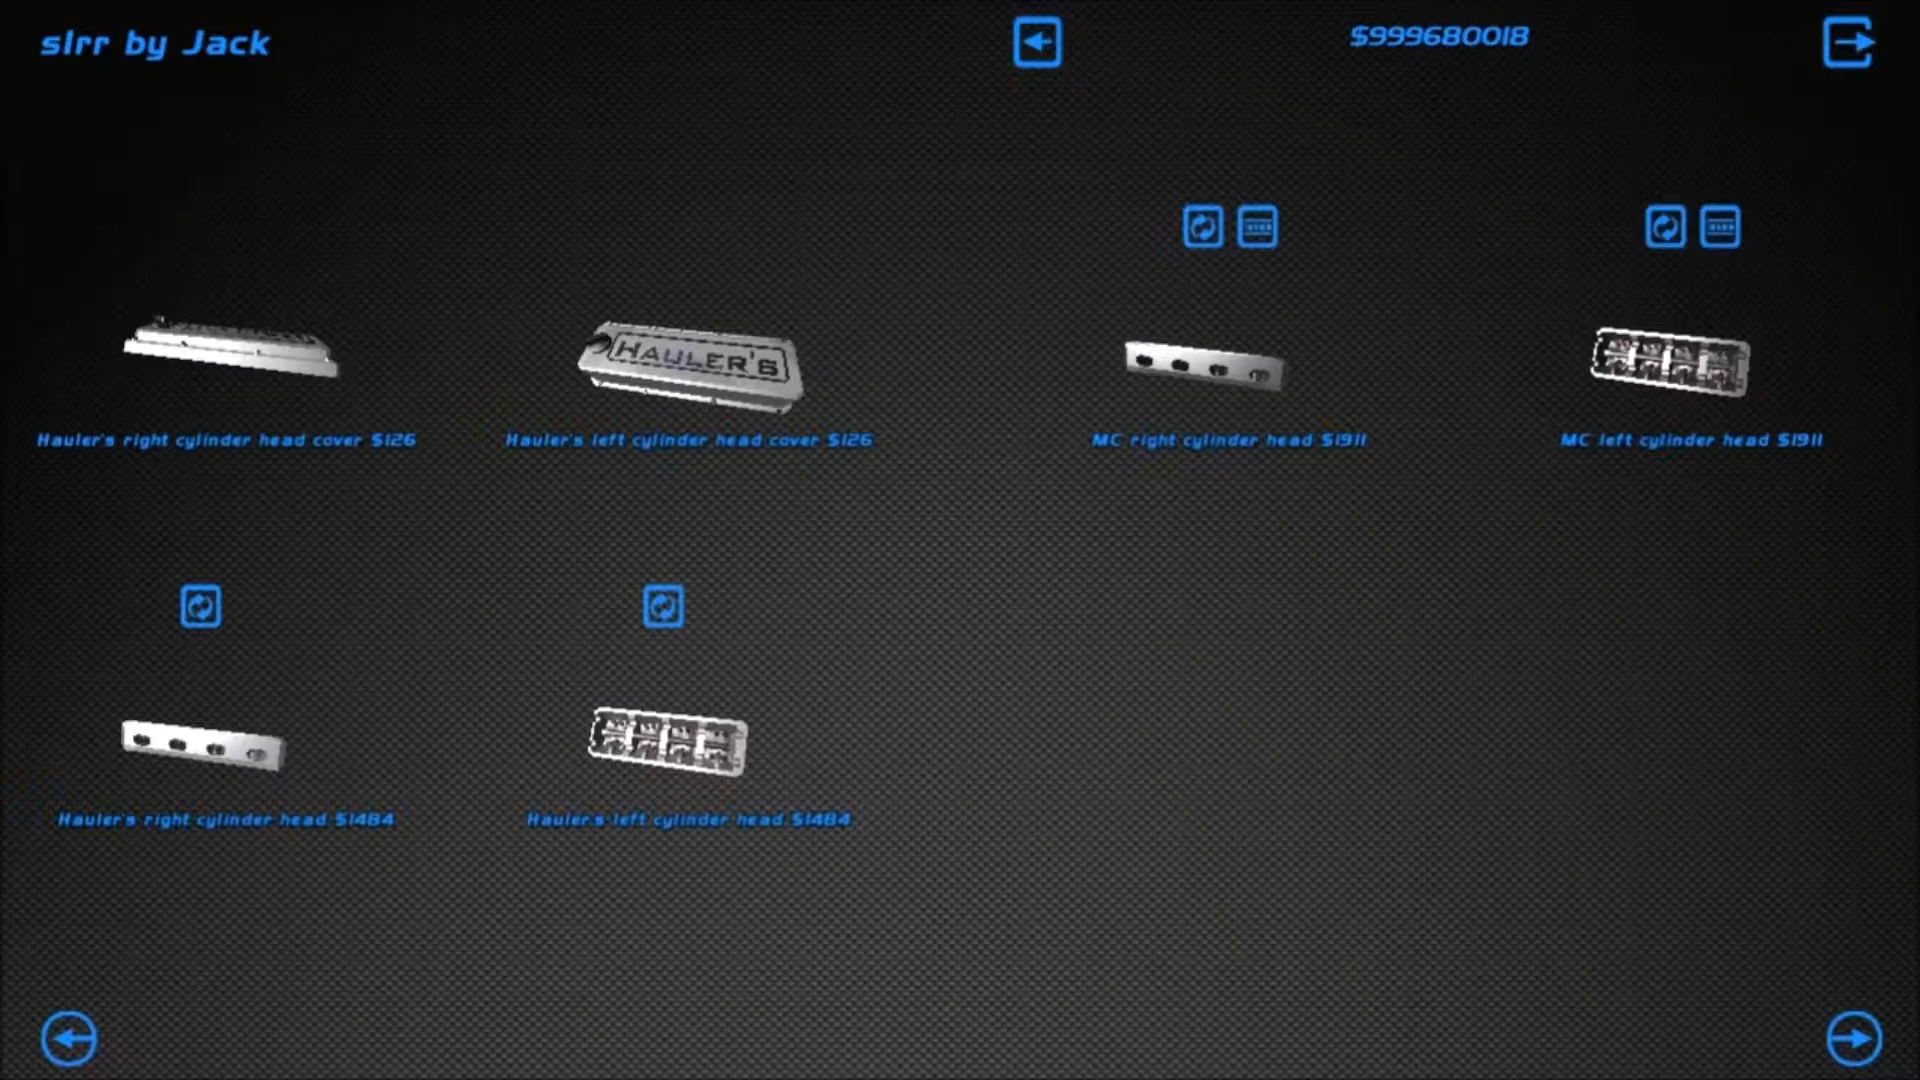 slrr by Jack
$999680018
HAULER'S
Hauler's right cylinder head cover $126
Hauler's left cylinder head cover $126
MC right cylinder head $1911
MC left cylinder head $1911
Hauler's right cylinder head $1484
Hauler's left cylinder head $1484